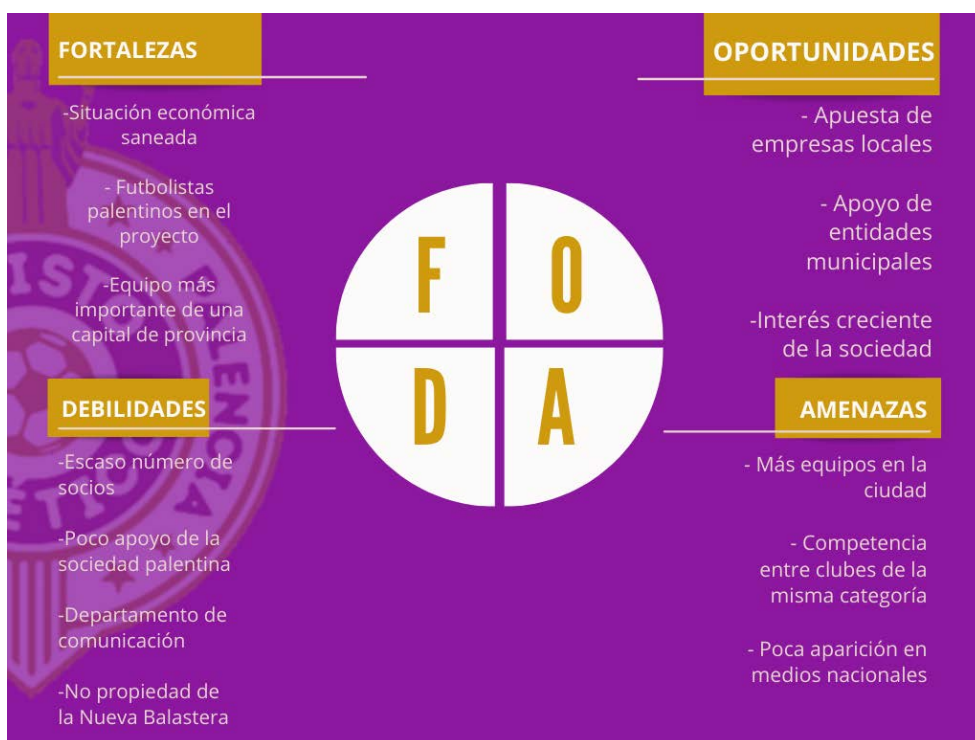 FORTALEZAS
-Situación económica
saneada
- Futbolistas
palentinos en el
proyecto
-Equipo más
importante de una
capital de provincia
OPORTUNIDADES
- Apuesta de
empresas locales
- Apoyo de
entidades
municipales
-Interés creciente
de la sociedad
F
O
D
A
DEBILIDADES
-Escaso número de
socios
-Poco apoyo de la
sociedad palentina
-Departamento de
comunicación
-No propiedad de
la Nueva Balastera
AMENAZAS
- Más equipos en la
ciudad
- Competencia
entre clubes de la
misma categoría
- Poca aparición en
medios nacionales
PALENCIA